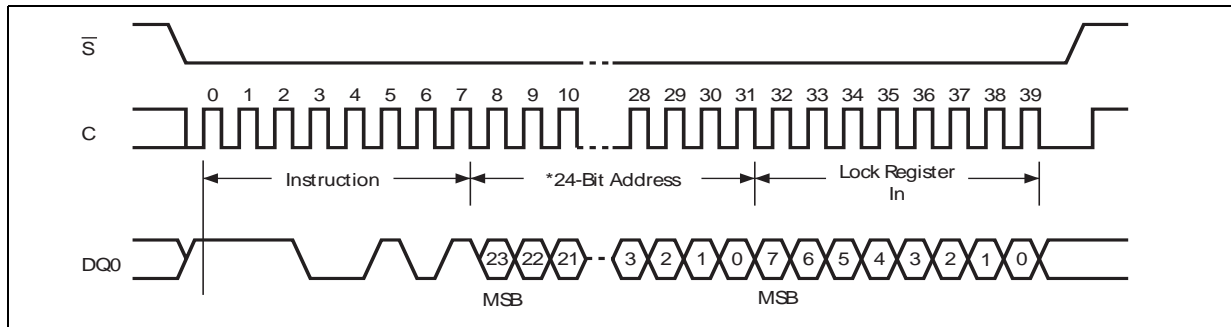 S
0 1 2 3 4 5 6 7 8 9 10 28 29 30 31 32 33 34 35 36 37 38 39
C
Instruction *24-Bit Address Lock Register
In
DQ0 23 22 21 3 2 1 0 7 6 5 4 3 2 1 0
MSB MSB